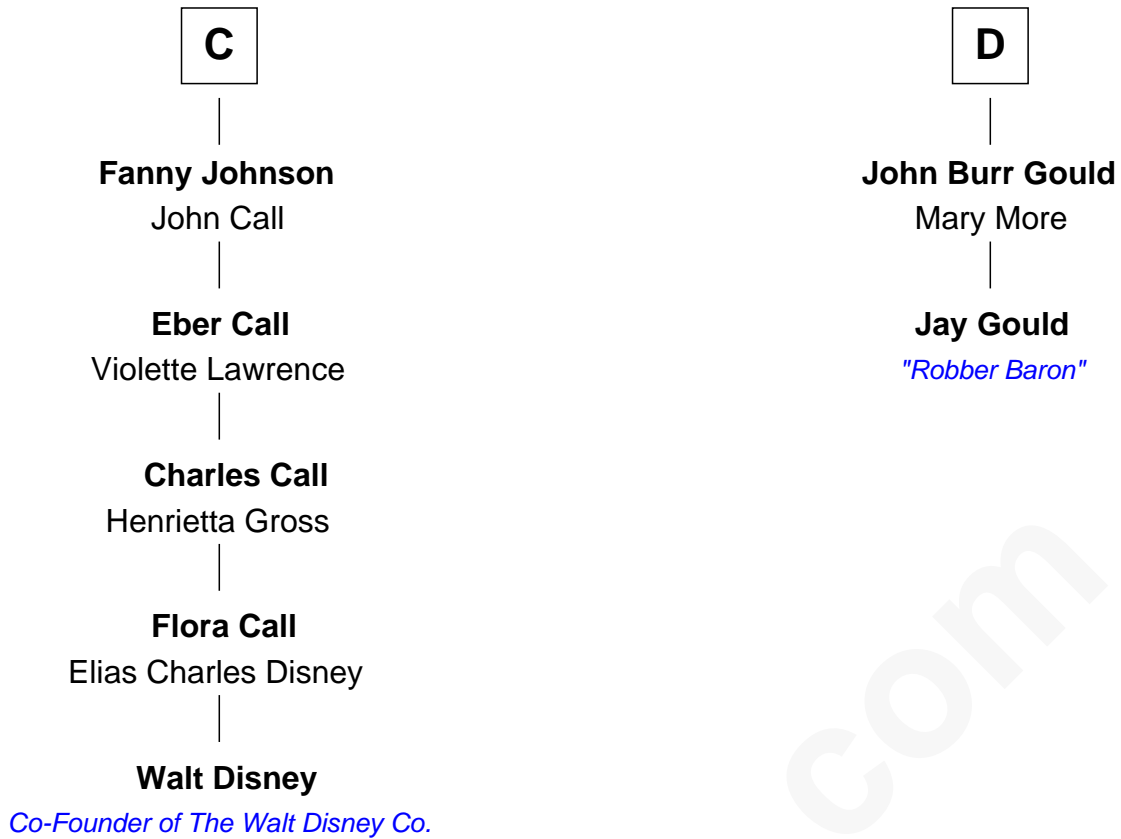 C
Fanny Johnson
John Call
Eber Call
Violette Lawrence
Charles Call
Henrietta Gross
Flora Call
Elias Charles Disney
Walt Disney
Co-Founder of The Walt Disney Co.
D
John Burr Gould
Mary More
Jay Gould
"Robber Baron"
com